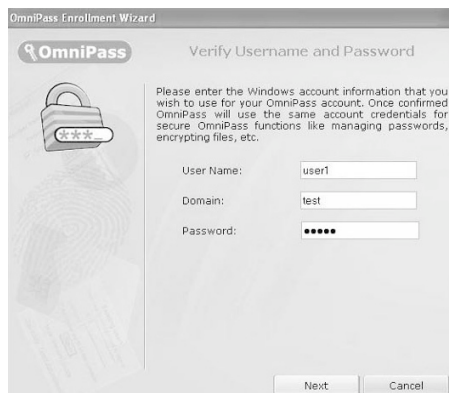 OmniPass Enrollment Wizard
OmniPass
Verify Username and Password
Please enter the Windows account information that you
wish to use for your OmniPass account. Once confirmed
OmniPass will use the same account credentials for
secure OmniPass functions like managing passwords,
encrypting files, etc.
***_
User Name: user1
Domain: test
Password: •••••
Next Cancel